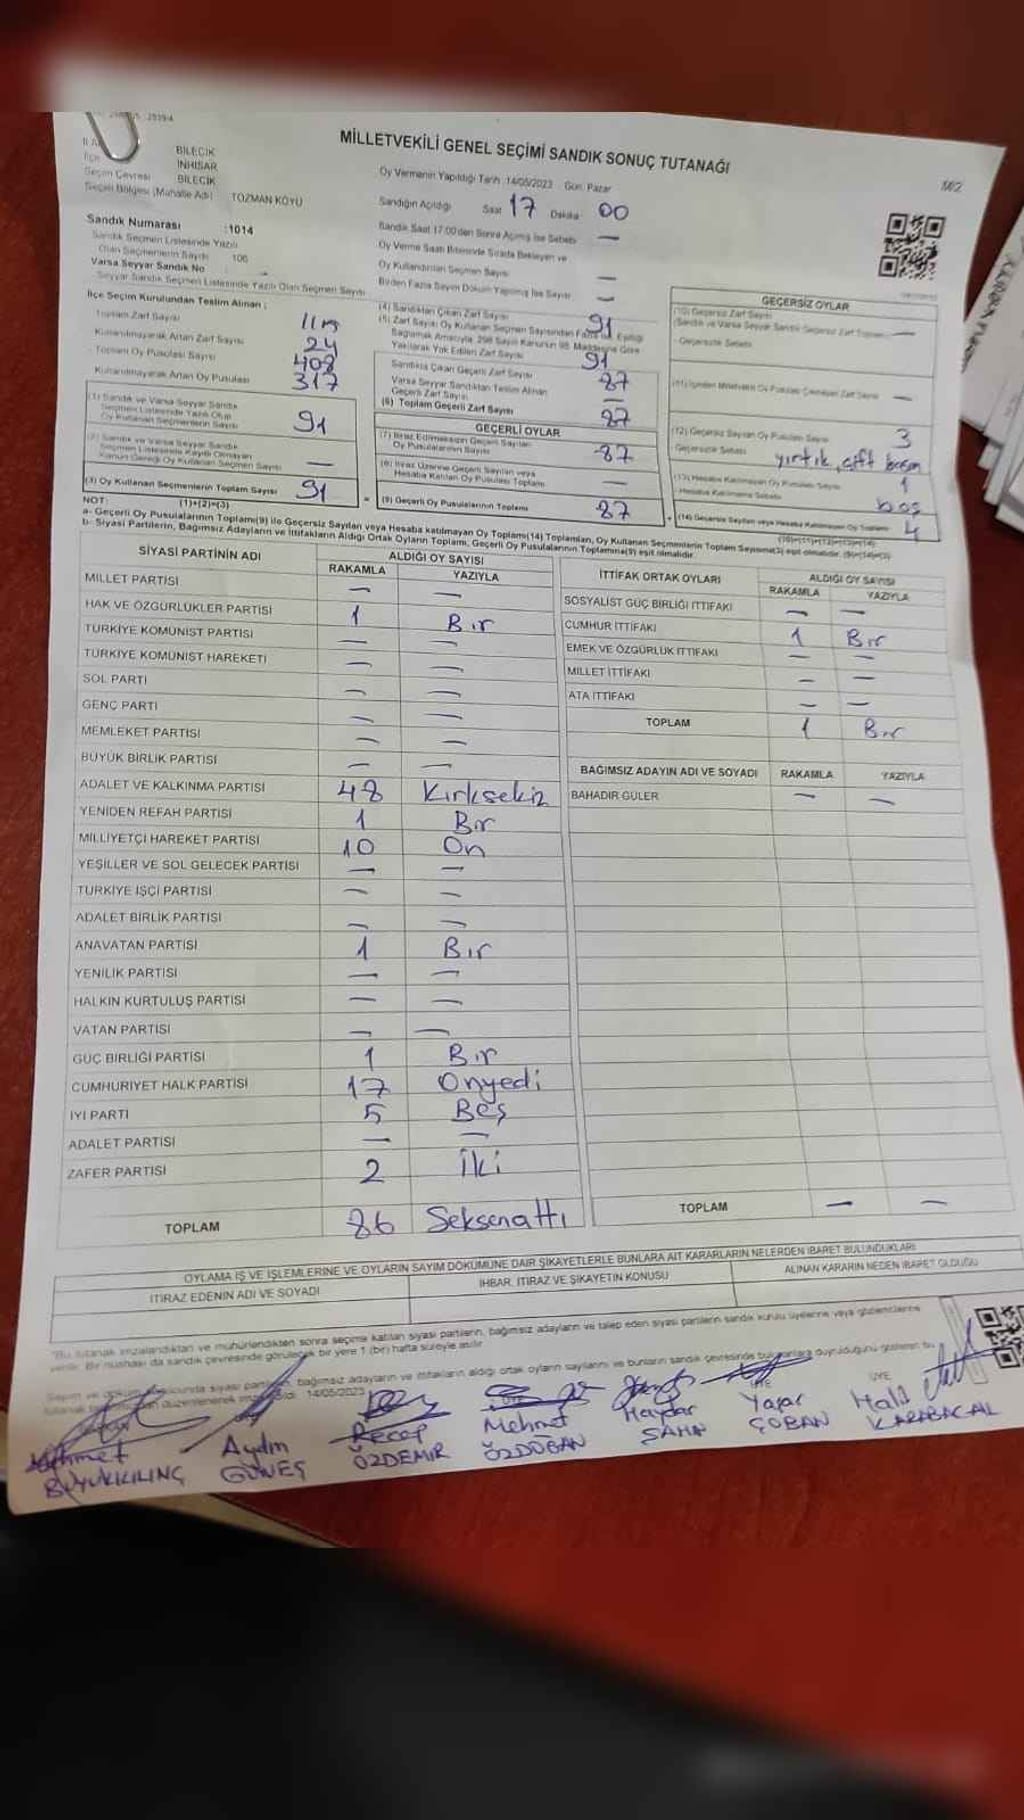 MİLLETVEKİLİ GENEL SEÇİMİ SANDIK SONUÇ TUTANAĞI
M/2
BİLECİK
İlçe İNHİSAR
Seçim Çevresi BİLECİK
Seçim Bölgesi (Mahalle Adı) TOZMAN KÖYÜ
Oy Vermenin Yapıldığı Tarih :14/05/2023 Gün: Pazar
Sandığın Açıldığı Saat 17 Dakika 00
Sandık Numarası :1014
Sandık Seçmen Listesinde Yazılı
Olan Seçmenlerin Sayısı 106
Varsa Seyyar Sandık No
Seyyar Sandık Seçmen Listesinde Yazılı Olan Seçmen Sayısı
Sandık Saat 17:00'den Sonra Açılmış İse Sebebi —
Oy Verme Saati Bitiminde Sırada Bekleyen ve
Oy Kullandırılan Seçmen Sayısı —
Birden Fazla Sayım Döküm Yapılmış İse Sayısı —
İlçe Seçim Kurulundan Teslim Alınan :
Toplam Zarf Sayısı
Kullanılmayarak Artan Zarf Sayısı 24
Toplam Oy Pusulası Sayısı 408
Kullanılmayarak Artan Oy Pusulası 317
(1) Sandık ve Varsa Seyyar Sandık
Seçmen Listesinde Yazılı Olup
Oy Kullanan Seçmenlerin Sayısı 91
(2) Sandık ve Varsa Seyyar Sandık
Seçmen Listesinde Kayıtlı Olmayan
Kanun Gereği Oy Kullanan Seçmen Sayısı —
(3) Oy Kullanan Seçmenlerin Toplam Sayısı 91
(1)+(2)=(3)
(4) Sandıktan Çıkan Zarf Sayısı 91
(5) Zarf Sayısı Oy Kullanan Seçmen Sayısından Fazla ise, Eşitliği
Sağlamak Amacıyla, 298 Sayılı Kanunun 98. Maddesine Göre
Yakılarak Yok Edilen Zarf Sayısı 91
Sandıkta Çıkan Geçerli Zarf Sayısı 87
Varsa Seyyar Sandıktan Teslim Alınan
Geçerli Zarf Sayısı —
(6) Toplam Geçerli Zarf Sayısı 87
GEÇERLİ OYLAR
(7) İtiraz Edilmeksizin Geçerli Sayılan
Oy Pusulalarının Sayısı 87
(8) İtiraz Üzerine Geçerli Sayılan veya
Hesaba Katılan Oy Pusulası Toplamı —
(9) Geçerli Oy Pusulalarının Toplamı 87
GEÇERSİZ OYLAR
(10) Geçersiz Zarf Sayısı
(Sandık ve Varsa Seyyar Sandık Geçersiz Zarf Toplamı) —
Geçersizlik Sebebi
(11) İçinden Milletvekili Oy Pusulası Çıkmayan Zarf Sayısı —
(12) Geçersiz Sayılan Oy Pusulası Sayısı 3
Geçersizlik Sebebi yırtık, çift basım
(13) Hesaba Katılmayan Oy Pusulası Sayısı 1
Hesaba Katılmama Sebebi boş
(14) Geçersiz Sayılan veya Hesaba Katılmayan Oy Toplamı 4
(10)+(11)+(12)+(13)=(14)
NOT:
a- Geçerli Oy Pusulalarının Toplamı(9) ile Geçersiz Sayılan veya Hesaba katılmayan Oy Toplamı(14) Toplamları, Oy Kullanan Seçmenlerin Toplam Sayısına(3) eşit olmalıdır. (9)+(14)=(3)
b- Siyasi Partilerin, Bağımsız Adayların ve İttifakların Aldığı Ortak Oyların Toplamı, Geçerli Oy Pusulalarının Toplamına(9) eşit olmalıdır.
SİYASİ PARTİNİN ADI ALDIĞI OY SAYISI
RAKAMLA YAZIYLA
MİLLET PARTİSİ — —
HAK VE ÖZGÜRLÜKLER PARTİSİ 1 Bir
TÜRKİYE KOMÜNİST PARTİSİ — —
TÜRKİYE KOMÜNİST HAREKETİ — —
SOL PARTİ — —
GENÇ PARTİ — —
MEMLEKET PARTİSİ — —
BÜYÜK BİRLİK PARTİSİ — —
ADALET VE KALKINMA PARTİSİ 48 Kırksekiz
YENİDEN REFAH PARTİSİ 1 Bir
MİLLİYETÇİ HAREKET PARTİSİ 10 On
YEŞİLLER VE SOL GELECEK PARTİSİ — —
TÜRKİYE İŞÇİ PARTİSİ — —
ADALET BİRLİK PARTİSİ — —
ANAVATAN PARTİSİ 1 Bir
YENİLİK PARTİSİ — —
HALKIN KURTULUŞ PARTİSİ — —
VATAN PARTİSİ — —
GÜÇ BİRLİĞİ PARTİSİ 1 Bir
CUMHURİYET HALK PARTİSİ 17 Onyedi
İYİ PARTİ 5 Beş
ADALET PARTİSİ — —
ZAFER PARTİSİ 2 İki
TOPLAM 86 Seksenaltı
İTTİFAK ORTAK OYLARI ALDIĞI OY SAYISI
RAKAMLA YAZIYLA
SOSYALİST GÜÇ BİRLİĞİ İTTİFAKI — —
CUMHUR İTTİFAKI 1 Bir
EMEK VE ÖZGÜRLÜK İTTİFAKI — —
MİLLET İTTİFAKI — —
ATA İTTİFAKI — —
TOPLAM 1 Bir
BAĞIMSIZ ADAYIN ADI VE SOYADI RAKAMLA YAZIYLA
BAHADIR GÜLER — —
TOPLAM — —
OYLAMA İŞ VE İŞLEMLERİNE VE OYLARIN SAYIM DÖKÜMÜNE DAİR ŞİKAYETLERLE BUNLARA AİT KARARLARIN NELERDEN İBARET BULUNDUKLARI
İTİRAZ EDENİN ADI VE SOYADI İHBAR, İTİRAZ VE ŞİKAYETİN KONUSU ALINAN KARARIN NEDEN İBARET OLDUĞU
"Bu tutanak imzalandıktan ve mühürlendikten sonra seçime katılan siyasi partilerin, bağımsız adayların ve talep eden siyasi partilerin sandık kurulu üyelerine veya gözlemcilerine
verilir. Bir nüshası da sandık çevresinde görülecek bir yere 1 (bir) hafta süreyle asılır.
bağımsız adayların ve ittifakların aldığı ortak oyların sayılarını ve bunların sandık çevresinde
düzenlenerek 14/05/2023
ÜYE ÜYE
Ahmet Aydın Recep Mehmet Haydar Yaşar Halil
BÜYÜKKILINÇ GÜNEŞ ÖZDEMİR ÖZDOĞAN ŞAHİN ÇOBAN KARABACAL